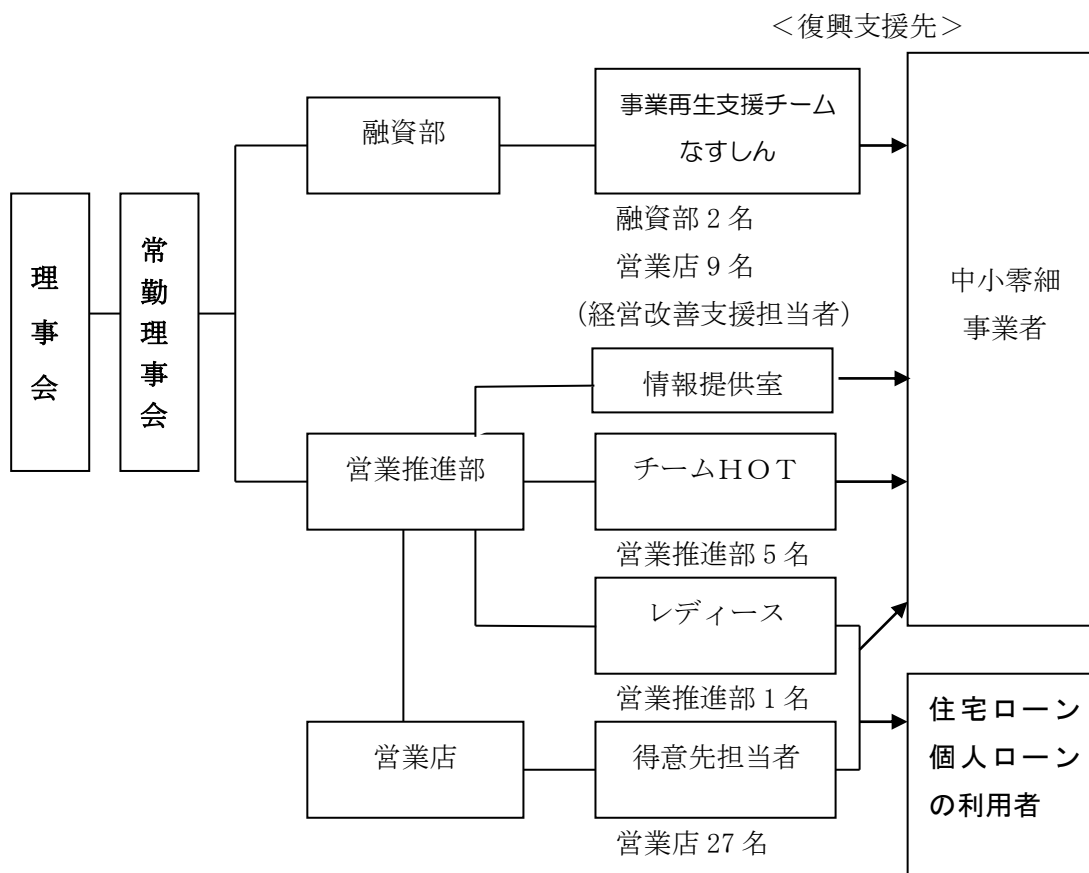 ＜復興支援先＞
理事会
常勤理事会
融資部
事業再生支援チーム
なすしん
融資部 2 名
営業店 9 名
（経営改善支援担当者）
情報提供室
営業推進部
チームＨＯＴ
営業推進部 5 名
レディース
営業推進部 1 名
営業店
得意先担当者
営業店 27 名
中小零細
事業者
住宅ローン
個人ローン
の利用者